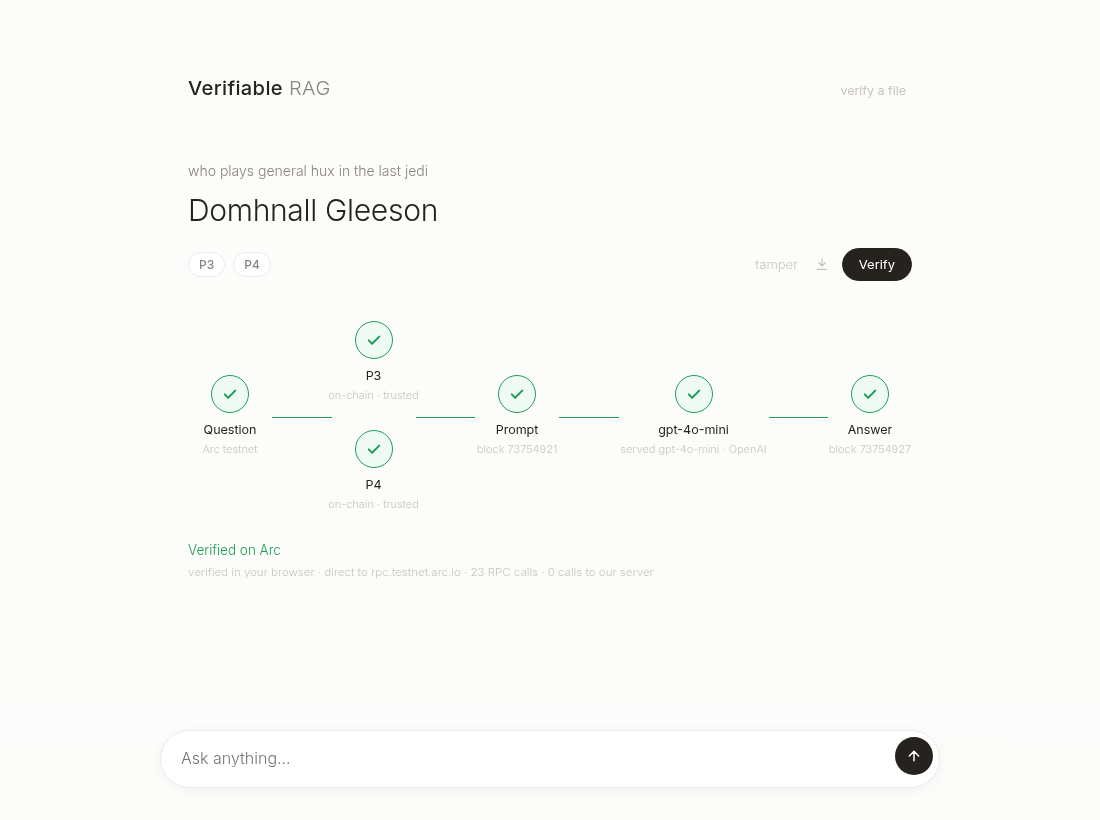 Verifiable RAG
verify a file
who plays general hux in the last jedi
Domhnall Gleeson
P3 P4
tamper Verify
P3
on-chain · trusted
Question
Arc testnet
Prompt
block 73754921
gpt-4o-mini
served gpt-4o-mini · OpenAI
Answer
block 73754927
P4
on-chain · trusted
Verified on Arc
verified in your browser · direct to rpc.testnet.arc.io · 23 RPC calls · 0 calls to our server
Ask anything...